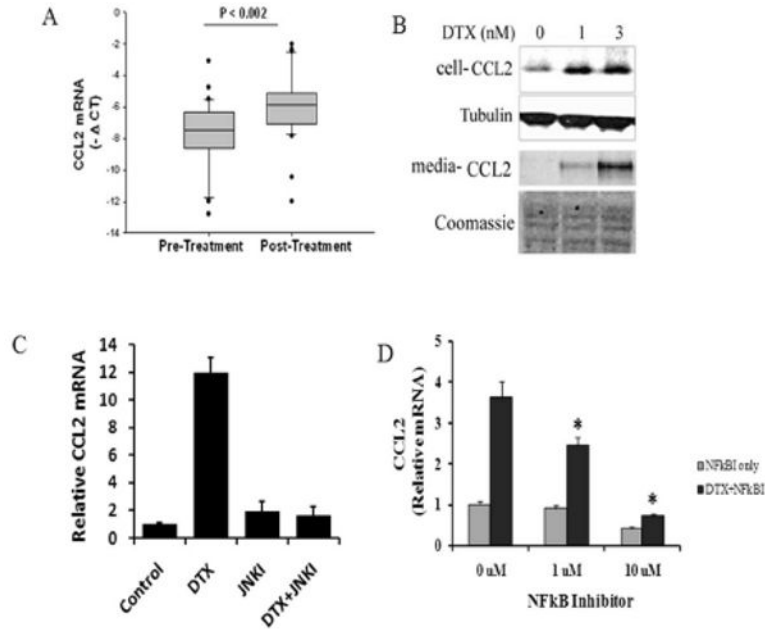 A
P < 0.002
CCL2 mRNA
(- Δ CT)
0
-2
-4
-6
-8
-10
-12
-14
Pre-Treatment Post-Treatment
B
DTX (nM) 0 1 3
cell-CCL2
Tubulin
media- CCL2
Coomassie
C
Relative CCL2 mRNA
14
12
10
8
6
4
2
0
Control DTX JNKI DTX+JNKI
D
CCL2
(Relative mRNA)
5
4
3
2
1
0
*
*
NFkBI only
DTX+NFkBI
0 uM 1 uM 10 uM
NFkB Inhibitor